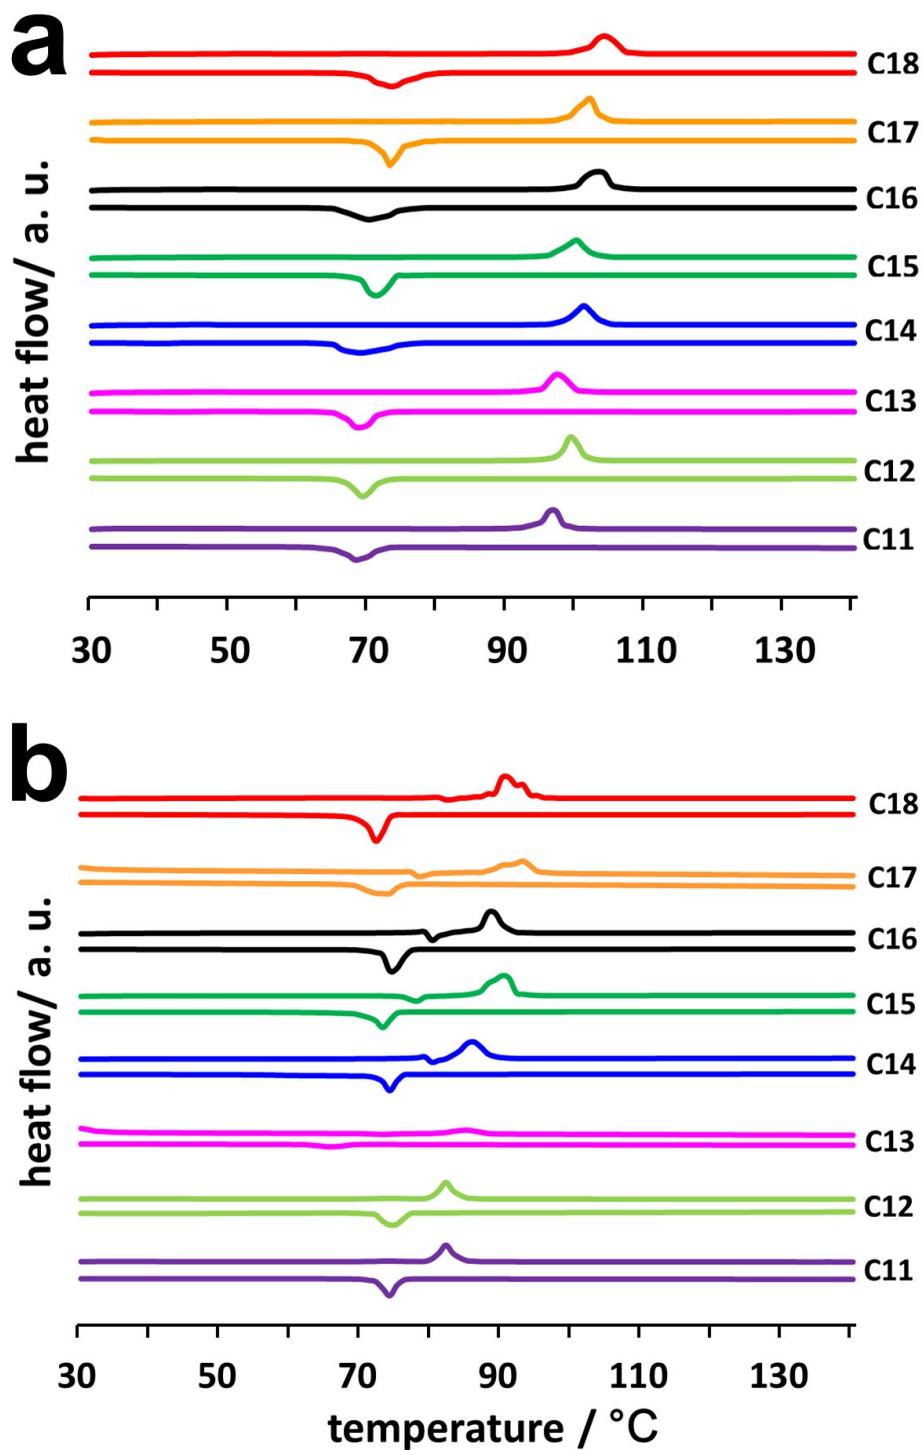 a
heat flow/ a. u.
C18
C17
C16
C15
C14
C13
C12
C11
30 50 70 90 110 130
b
heat flow/ a. u.
C18
C17
C16
C15
C14
C13
C12
C11
30 50 70 90 110 130
temperature / °C